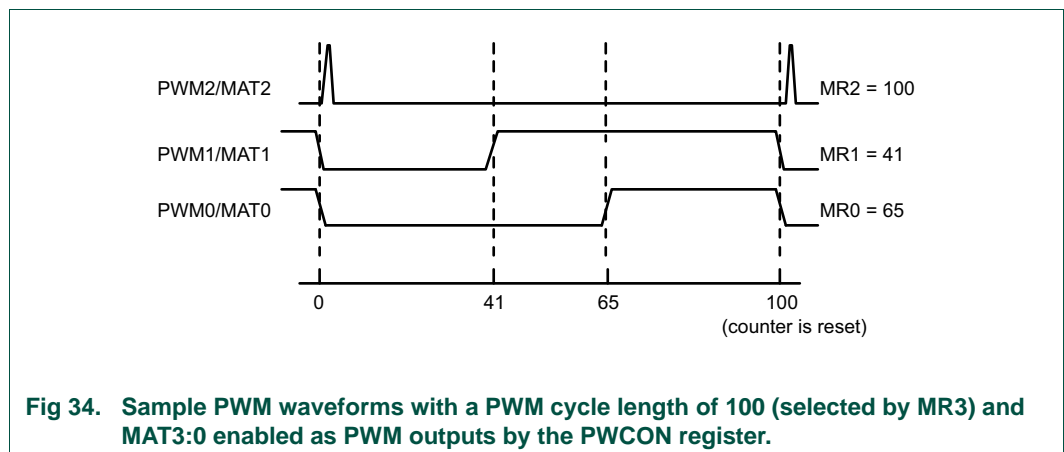 PWM2/MAT2
MR2 = 100
PWM1/MAT1
MR1 = 41
PWM0/MAT0
MR0 = 65
0
41
65
100
(counter is reset)
Fig 34. Sample PWM waveforms with a PWM cycle length of 100 (selected by MR3) and
MAT3:0 enabled as PWM outputs by the PWCON register.